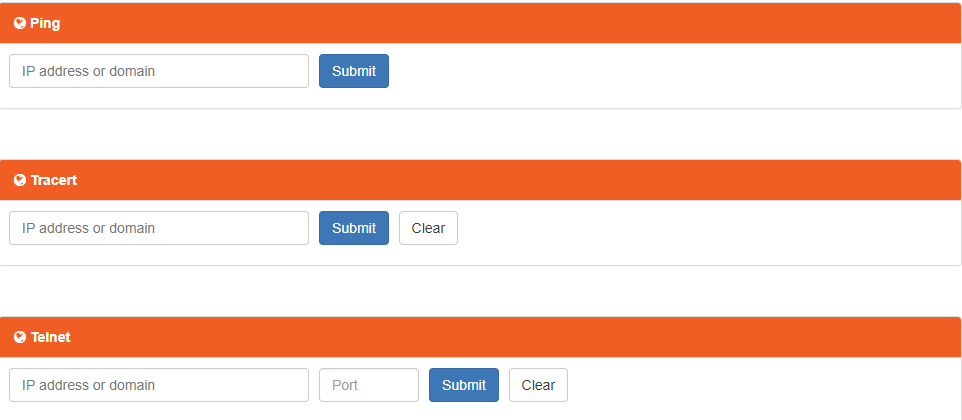 Ping
IP address or domain Submit
Tracert
IP address or domain Submit Clear
Telnet
IP address or domain Port Submit Clear